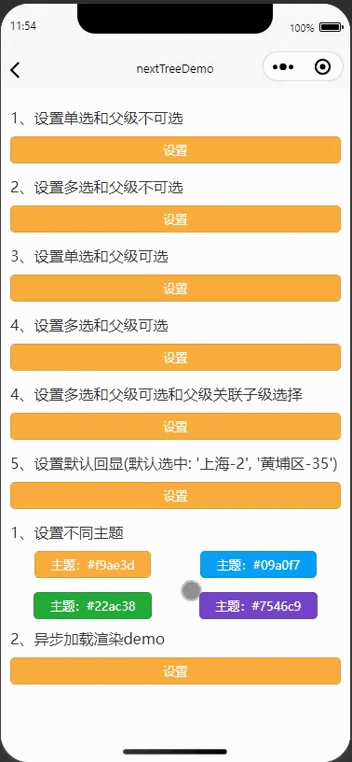 11:54
100%
nextTreeDemo
1、设置单选和父级不可选
设置
2、设置多选和父级不可选
设置
3、设置单选和父级可选
设置
4、设置多选和父级可选
设置
4、设置多选和父级可选和父级关联子级选择
设置
5、设置默认回显(默认选中: '上海-2', '黄埔区-35')
设置
1、设置不同主题
主题：#f9ae3d
主题：#09a0f7
主题：#22ac38
主题：#7546c9
2、异步加载渲染demo
设置